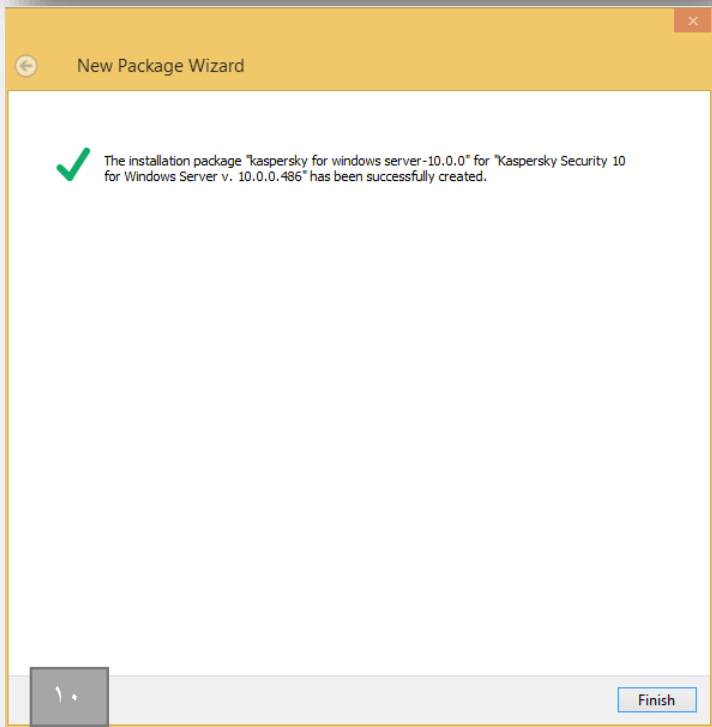 New Package Wizard
The installation package "kaspersky for windows server-10.0.0" for "Kaspersky Security 10
for Windows Server v. 10.0.0.486" has been successfully created.
۱۰
Finish